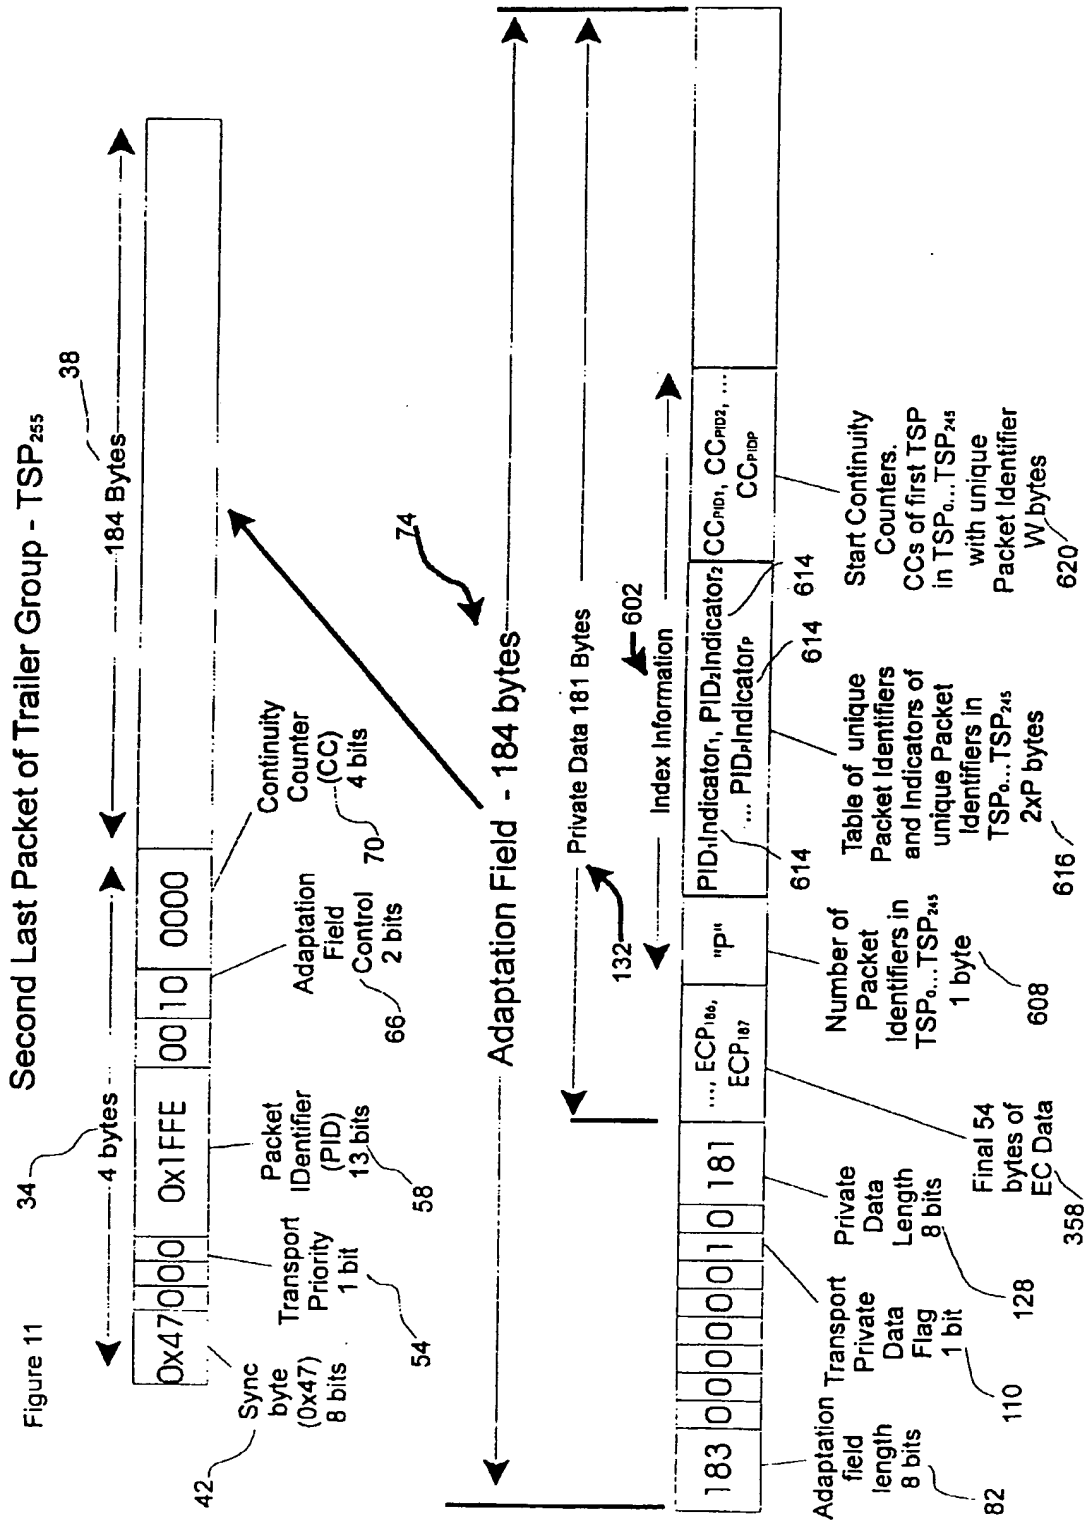 Figure 11
Second Last Packet of Trailer Group - TSP₂₅₅
34
38
4 bytes
184 Bytes
0x47
0
0
0
0x1FFE
00
10
0000
42
Sync
byte
(0x47)
8 bits
Transport
Priority
1 bit
54
Packet
IDentifier
(PID)
13 bits
58
Adaptation
Field
Control
2 bits
66
Continuity
Counter
(CC)
4 bits
70
74
Adaptation Field - 184 bytes
Private Data 181 Bytes
132
602
Index Information
183
0
0
0
0
0
0
1
0
181
..., ECP₁₈₆,
ECP₁₈₇
"P"
PID₁Indicator₁, PID₂Indicator₂
... PIDₚIndicatorₚ
CCPID1, CCPID2, ...
CCPIDP
614
614
614
Adaptation
field
length
8 bits
82
Transport
Private
Data
Flag
1 bit
110
Private
Data
Length
8 bits
128
Final 54
bytes of
EC Data
358
Number of
Packet
Identifiers in
TSP₀...TSP₂₄₅
1 byte
608
Table of unique
Packet Identifiers
and Indicators of
unique Packet
Identifiers in
TSP₀...TSP₂₄₅
2xP bytes
616
Start Continuity
Counters.
CCs of first TSP
in TSP₀...TSP₂₄₅
with unique
Packet Identifier
W bytes
620